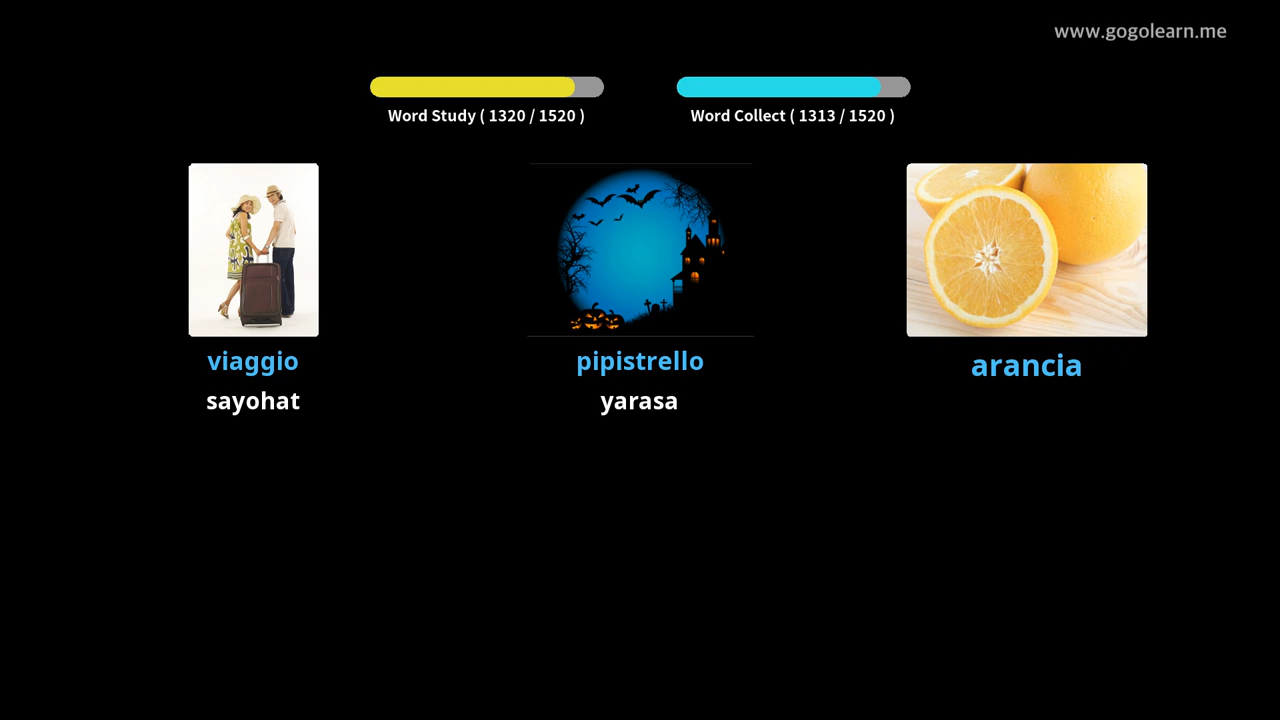 www.gogolearn.me
Word Study ( 1320 / 1520 )
Word Collect ( 1313 / 1520 )
viaggio
sayohat
pipistrello
yarasa
arancia